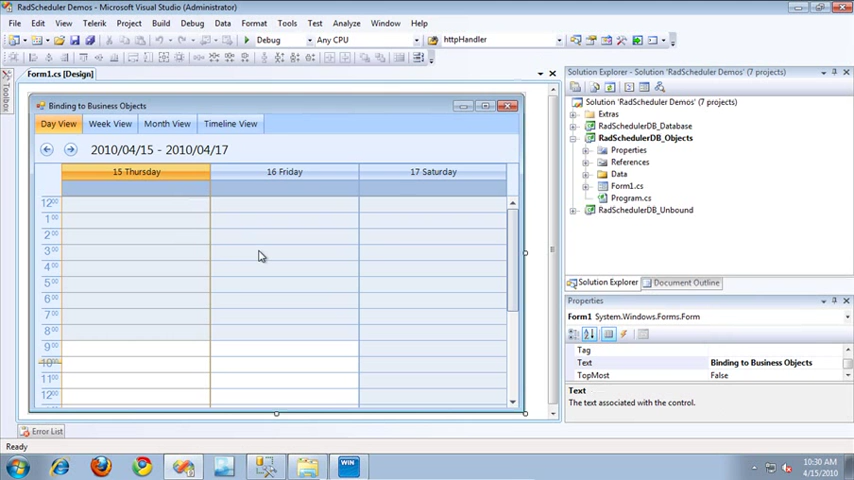 RadScheduler Demos - Microsoft Visual Studio (Administrator)
File Edit View Telerik Project Build Debug Data Format Tools Test Analyze Window Help
Debug Any CPU httpHandler
Form1.cs [Design]
Toolbox
Binding to Business Objects
Day View Week View Month View Timeline View
2010/04/15 - 2010/04/17
15 Thursday 16 Friday 17 Saturday
12 00
1 00
2 00
3 00
4 00
5 00
6 00
7 00
8 00
9 00
10 00
11 00
12 00
Solution Explorer - Solution 'RadScheduler Demos' (7 projects)
Solution 'RadScheduler Demos' (7 projects)
Extras
RadSchedulerDB_Database
RadSchedulerDB_Objects
Properties
References
Data
Form1.cs
Program.cs
RadSchedulerDB_Unbound
Solution Explorer Document Outline
Properties
Form1 System.Windows.Forms.Form
Tag
Text Binding to Business Objects
TopMost False
Text
The text associated with the control.
Error List
Ready
WIN
10:30 AM
4/15/2010